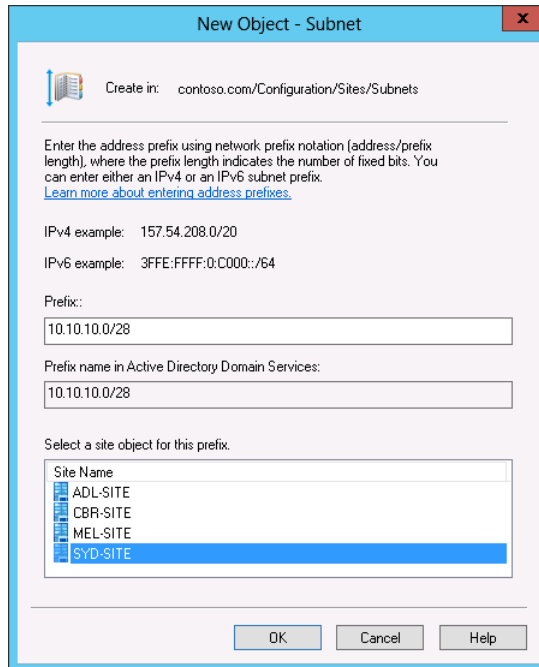 New Object - Subnet
x
Create in: contoso.com/Configuration/Sites/Subnets
Enter the address prefix using network prefix notation (address/prefix
length), where the prefix length indicates the number of fixed bits. You
can enter either an IPv4 or an IPv6 subnet prefix.
Learn more about entering address prefixes.
IPv4 example: 157.54.208.0/20
IPv6 example: 3FFE:FFFF:0:C000::/64
Prefix::
10.10.10.0/28
Prefix name in Active Directory Domain Services:
10.10.10.0/28
Select a site object for this prefix.
Site Name
ADL-SITE
CBR-SITE
MEL-SITE
SYD-SITE
OK Cancel Help